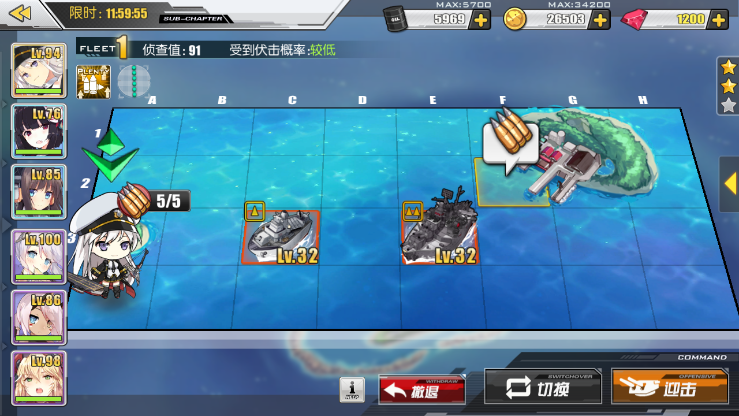 限时: 11:59:55
SUB-CHAPTER
MAX:5700
5969
MAX:34200
26503
1200
FLEET 1
侦查值: 91
受到伏击概率:较低
PLENTY
Lv.94
Lv.76
Lv.85
Lv.100
Lv.86
Lv.98
A B C D E F G H
1
2
3
5/5
Lv.32
Lv.32
COMMAND
HELP
WITHDRAW
撤退
SWITCHOVER
切换
OFFENSIVE
迎击